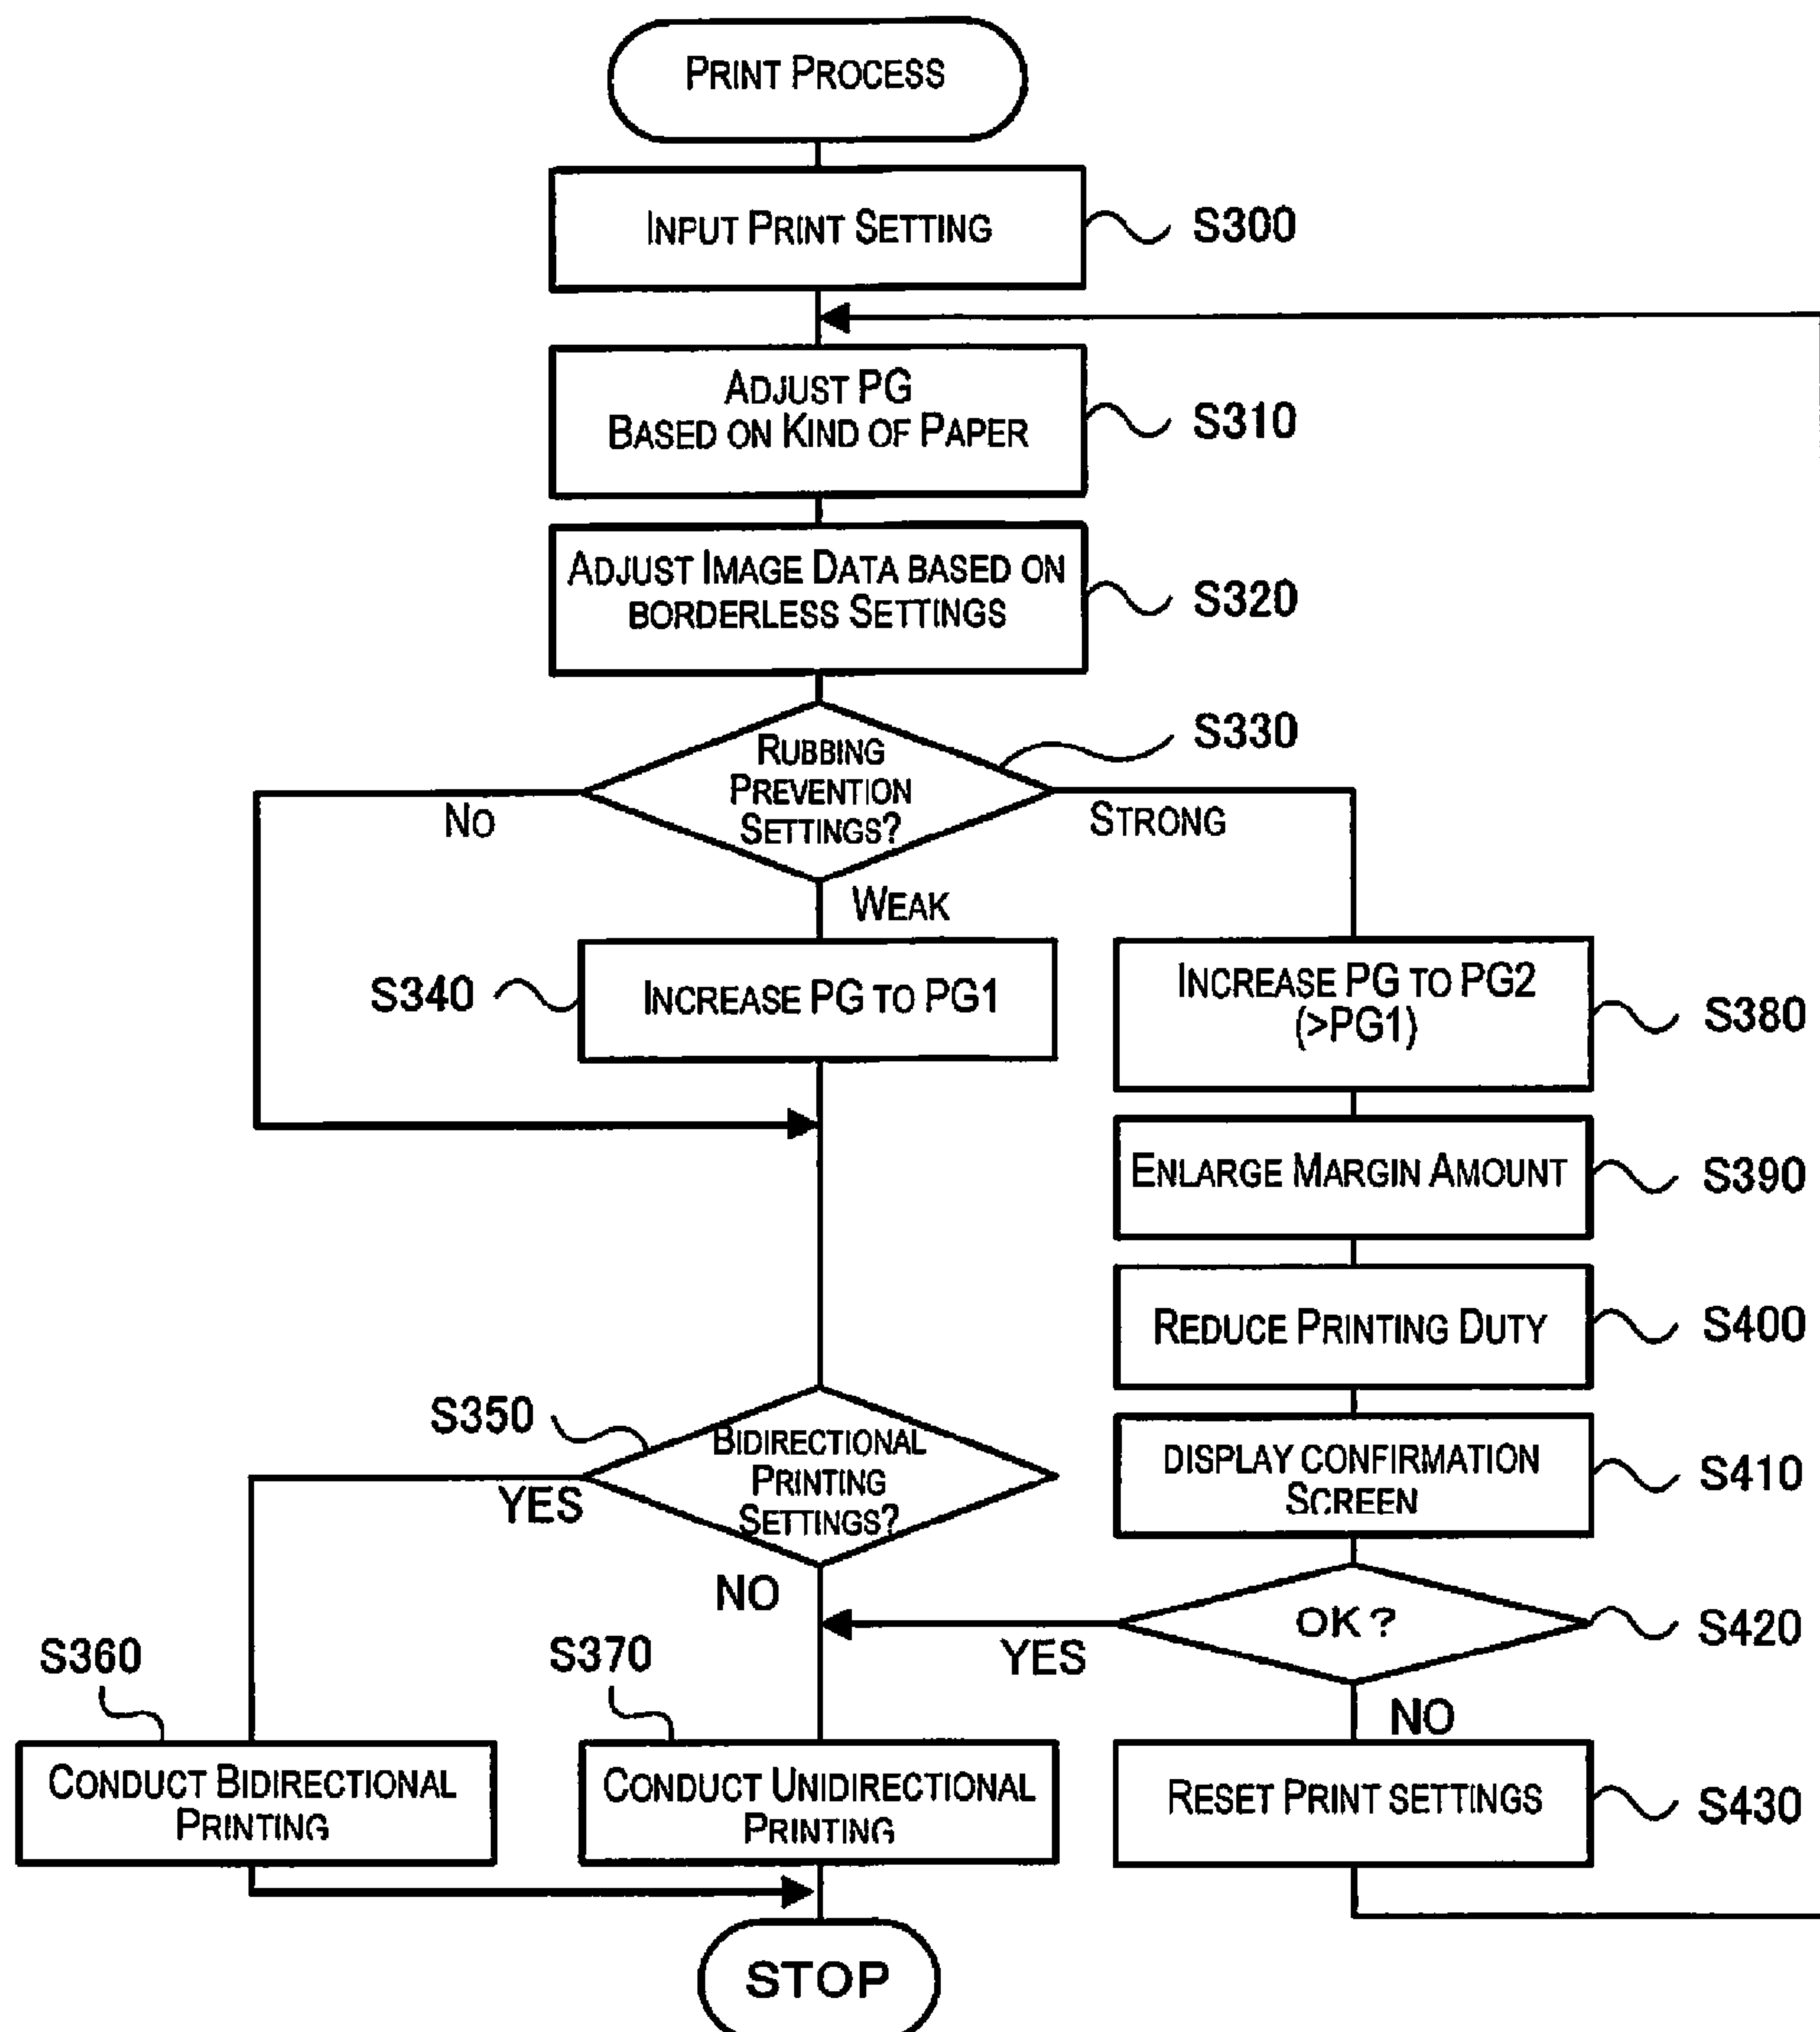 PRINT PROCESS
INPUT PRINT SETTING
S300
ADJUST PG
BASED ON KIND OF PAPER
S310
ADJUST IMAGE DATA BASED ON
BORDERLESS SETTINGS
S320
S330
RUBBING
PREVENTION
SETTINGS?
NO
STRONG
WEAK
S340
INCREASE PG TO PG1
INCREASE PG TO PG2
(>PG1)
S380
ENLARGE MARGIN AMOUNT
S390
REDUCE PRINTING DUTY
S400
S350
BIDIRECTIONAL
PRINTING
SETTINGS?
YES
NO
DISPLAY CONFIRMATION
SCREEN
S410
OK?
S420
YES
NO
S360
S370
CONDUCT BIDIRECTIONAL
PRINTING
CONDUCT UNIDIRECTIONAL
PRINTING
RESET PRINT SETTINGS
S430
STOP